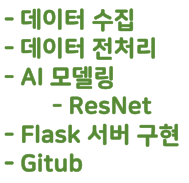 - 데이터 수집
- 데이터 전처리
- AI 모델링
- ResNet
- Flask 서버 구현
- Gitub